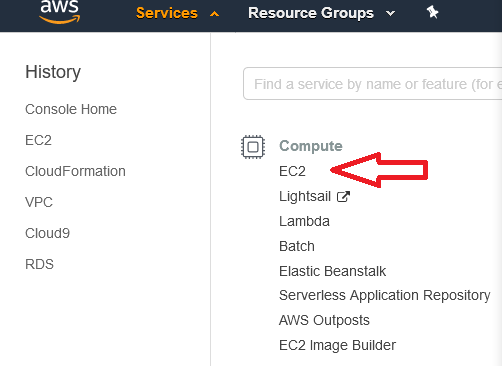 aws Services Resource Groups
History
Console Home
EC2
CloudFormation
VPC
Cloud9
RDS
Find a service by name or feature (for e
Compute
EC2
Lightsail
Lambda
Batch
Elastic Beanstalk
Serverless Application Repository
AWS Outposts
EC2 Image Builder